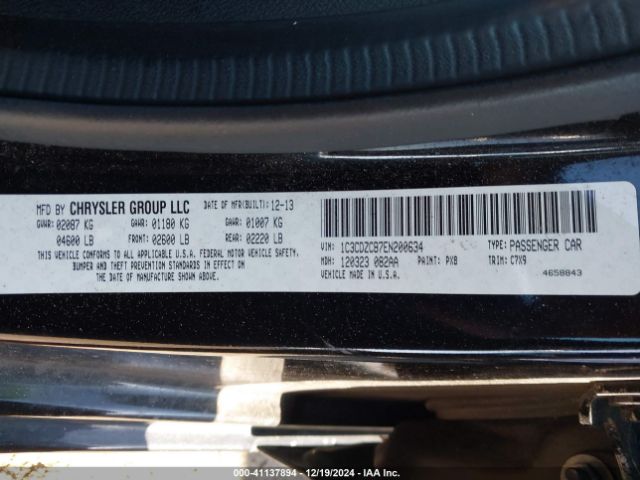 MFD BY CHRYSLER GROUP LLC DATE OF MFR(BUILT): 12-13
GVWR: 02087 KG GAWR: 01180 KG GAWR: 01007 KG
04600 LB FRONT: 02600 LB REAR: 02220 LB
THIS VEHICLE CONFORMS TO ALL APPLICABLE U.S.A. FEDERAL MOTOR VEHICLE SAFETY,
BUMPER AND THEFT PREVENTION STANDARDS IN EFFECT ON
THE DATE OF MANUFACTURE SHOWN ABOVE.
VIN: 1C3CDZCB7EN200634 TYPE: PASSENGER CAR
MDH: 120323 082AA PAINT: PX8 TRIM: C7X9
VEHICLE MADE IN U.S.A. 4658843
000-41137894 | 12/19/2024 | IAA Inc.